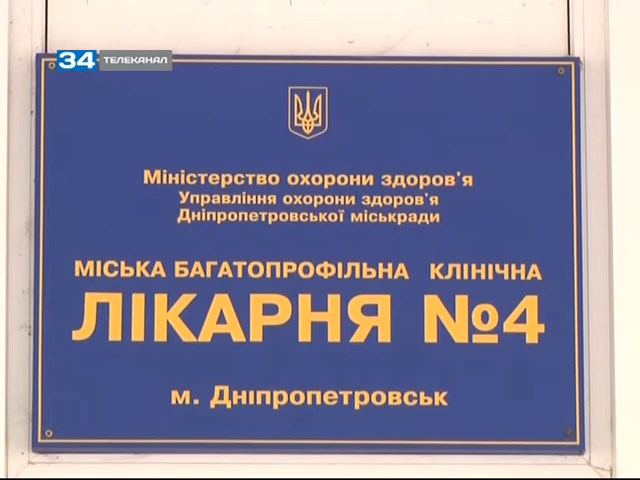 34 ТЕЛЕКАНАЛ
Міністерство охорони здоров'я
Управління охорони здоров'я
Дніпропетровської міськради
МІСЬКА БАГАТОПРОФІЛЬНА КЛІНІЧНА
ЛІКАРНЯ №4
м. Дніпропетровськ